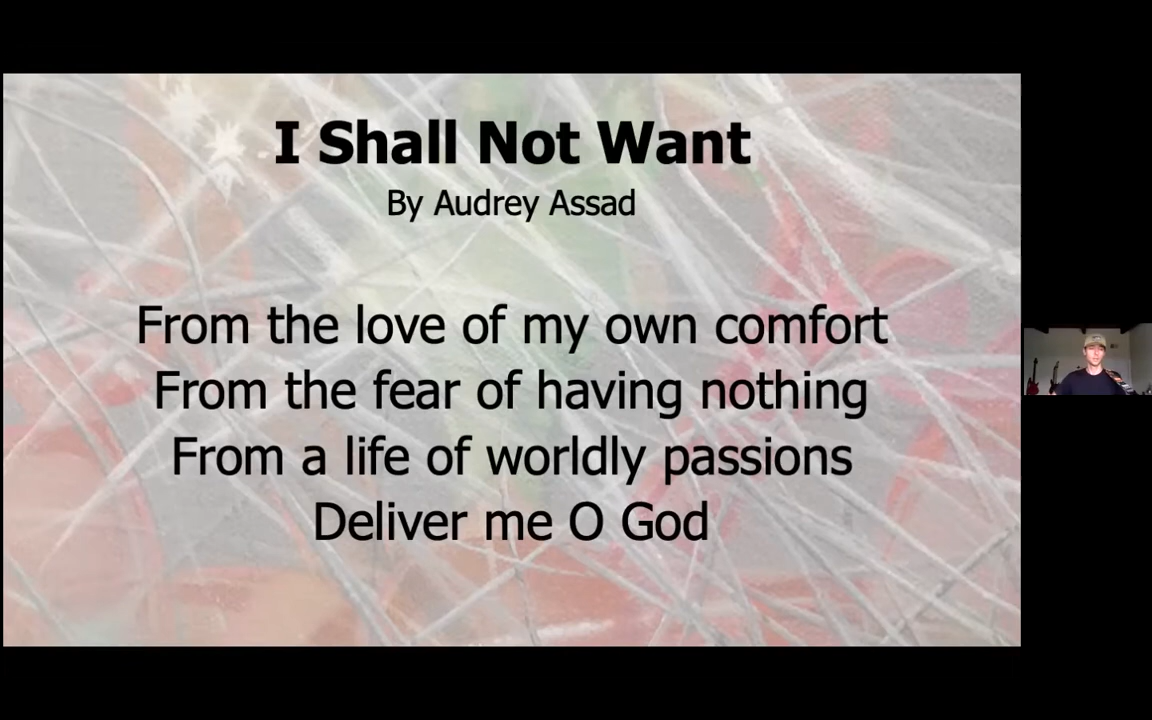 I Shall Not Want
By Audrey Assad
From the love of my own comfort
From the fear of having nothing
From a life of worldly passions
Deliver me O God